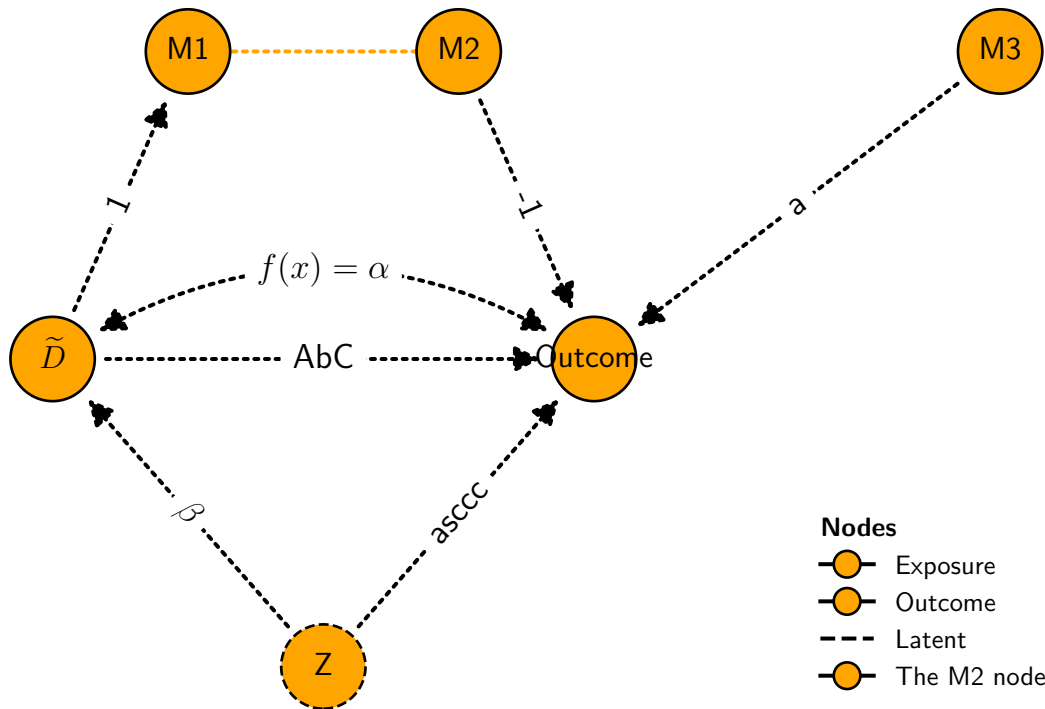 M1
M2
M3
1
-1
a
f(x) = α
D̃
AbC
Outcome
β
asccc
Z
Nodes
Exposure
Outcome
Latent
The M2 node